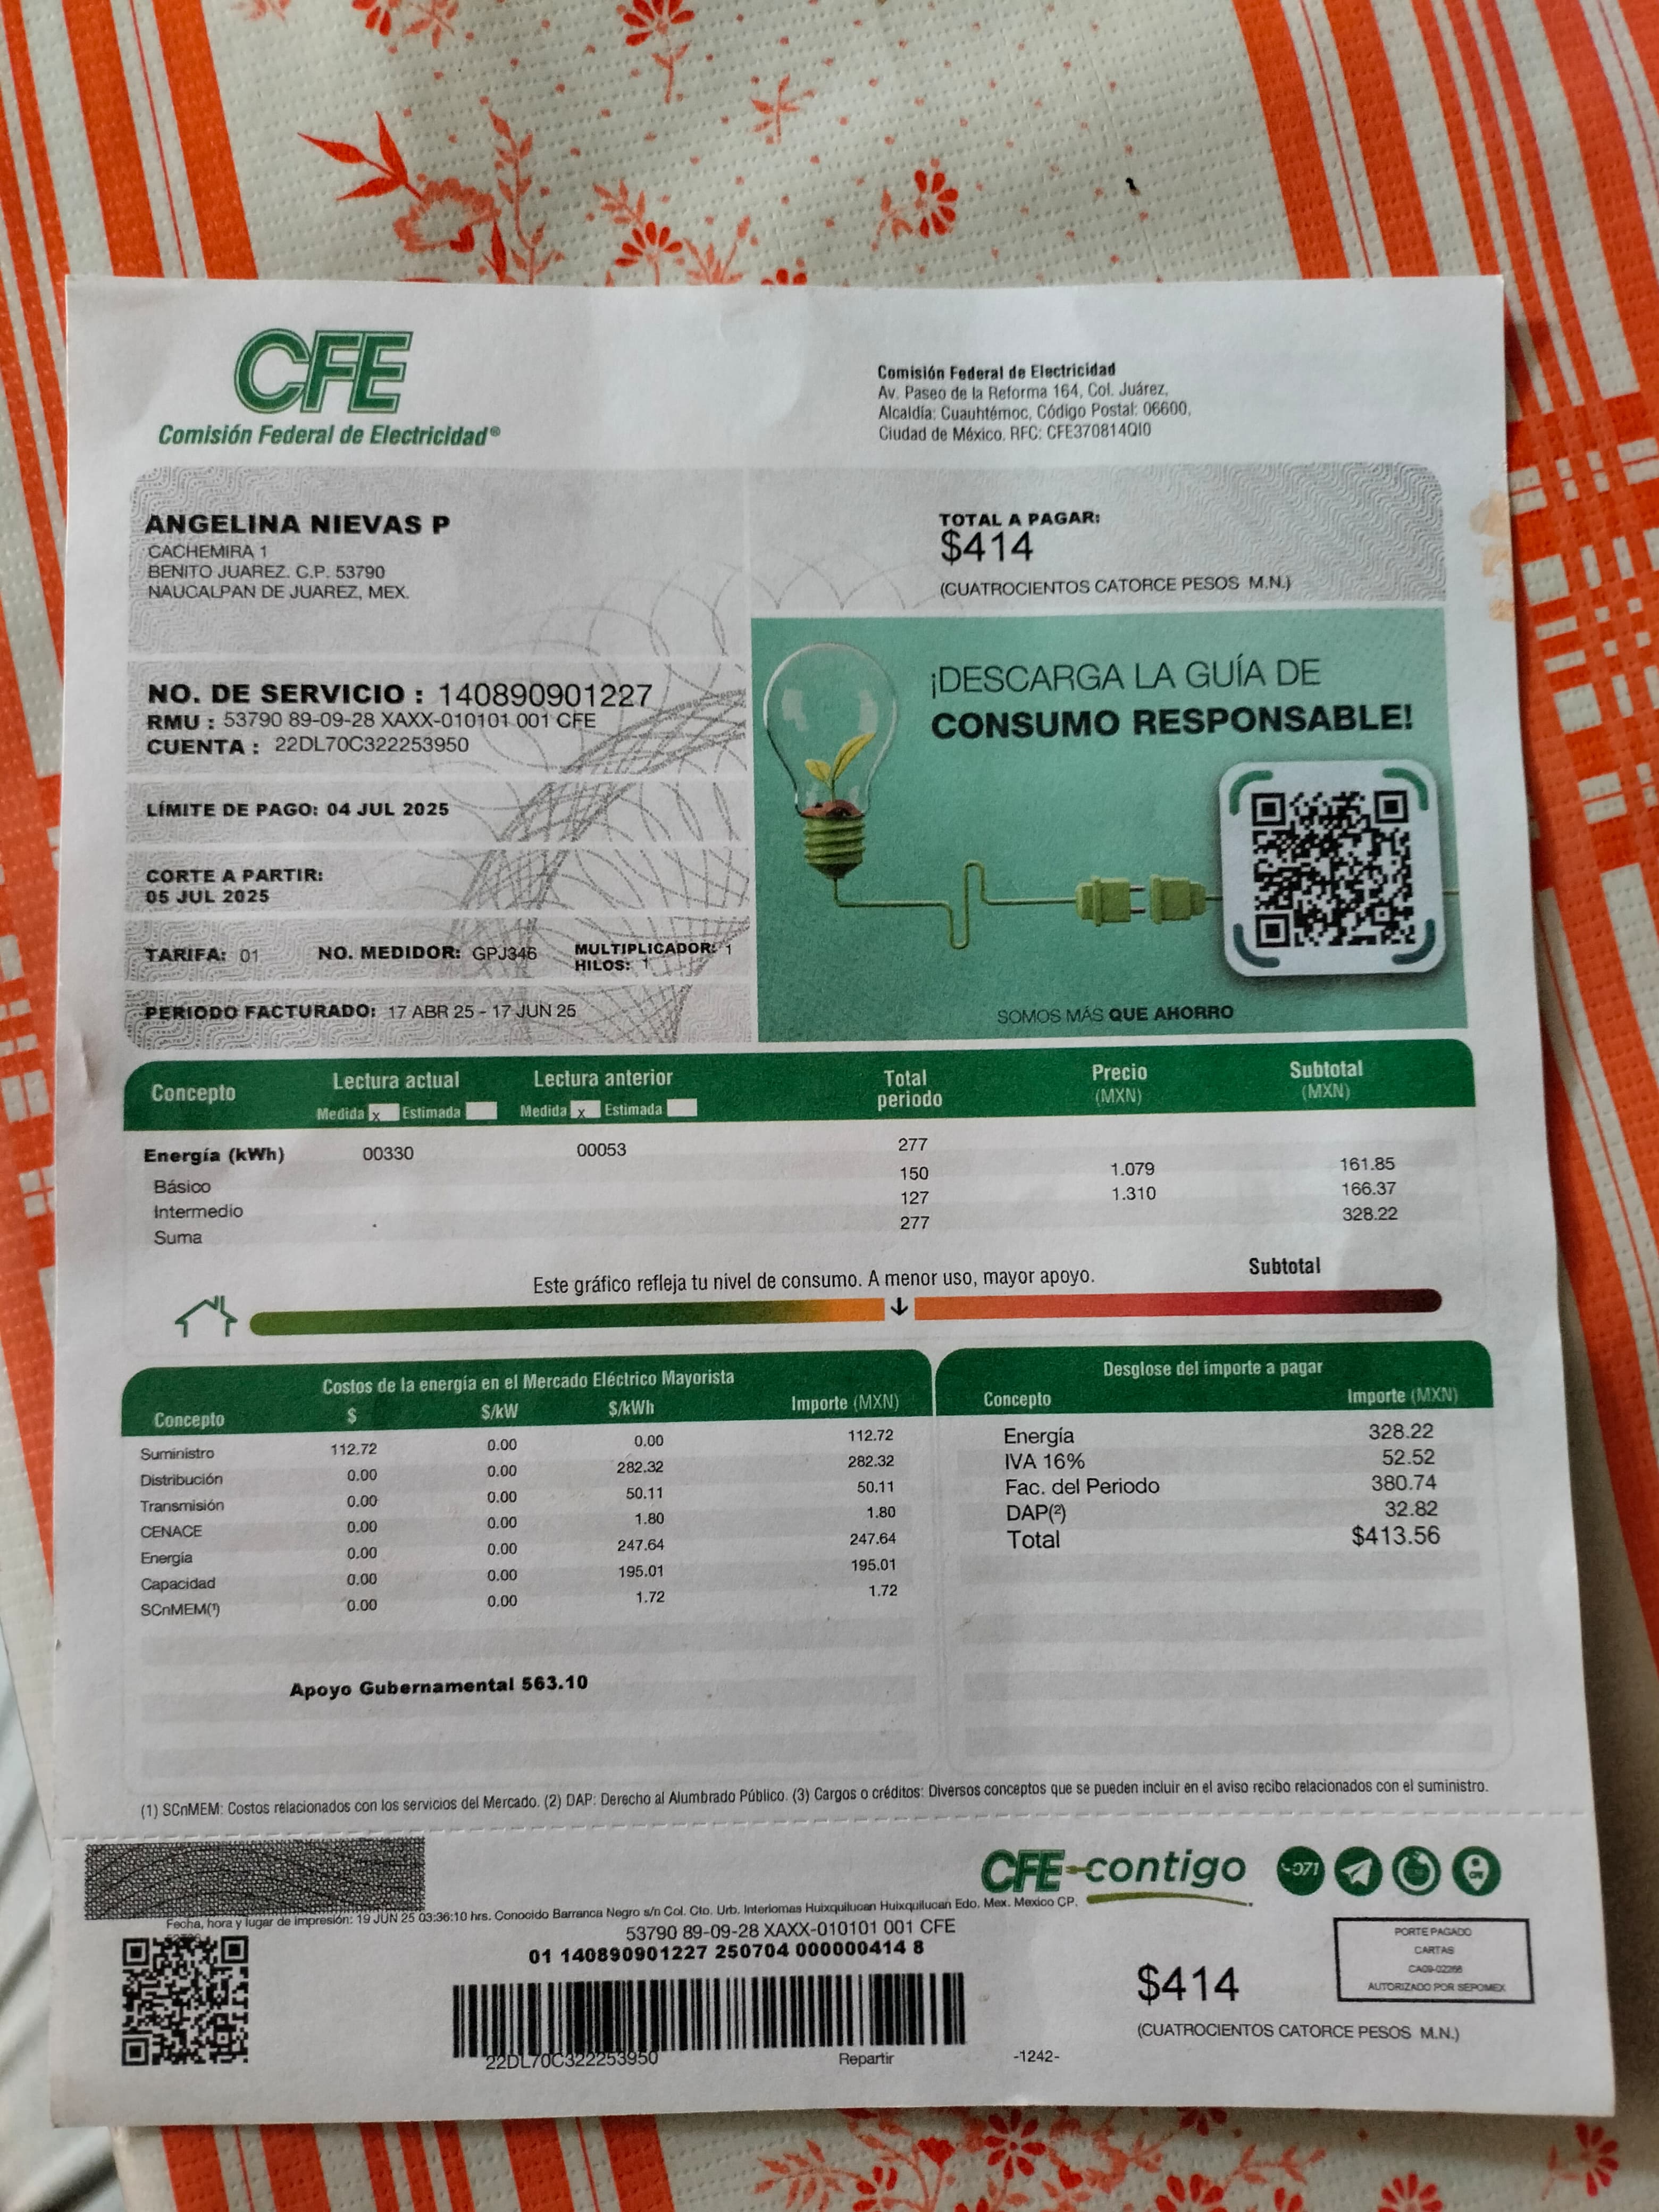 CFE
Comisión Federal de Electricidad®
Comisión Federal de Electricidad
Av. Paseo de la Reforma 164, Col. Juárez,
Alcaldía: Cuauhtémoc, Código Postal: 06600,
Ciudad de México. RFC: CFE370814QI0
ANGELINA NIEVAS P
CACHEMIRA 1
BENITO JUAREZ. C.P. 53790
NAUCALPAN DE JUAREZ, MEX.
TOTAL A PAGAR:
$414
(CUATROCIENTOS CATORCE PESOS M.N.)
NO. DE SERVICIO : 140890901227
RMU : 53790 89-09-28 XAXX-010101 001 CFE
CUENTA : 22DL70C322253950
LÍMITE DE PAGO: 04 JUL 2025
CORTE A PARTIR:
05 JUL 2025
TARIFA: 01 NO. MEDIDOR: GPJ346 MULTIPLICADOR: 1
HILOS: 1
PERIODO FACTURADO: 17 ABR 25 - 17 JUN 25
¡DESCARGA LA GUÍA DE
CONSUMO RESPONSABLE!
SOMOS MÁS QUE AHORRO
Concepto Lectura actual Lectura anterior Total periodo Precio (MXN) Subtotal (MXN)
Medida x Estimada Medida x Estimada
Energía (kWh) 00330 00053 277
Básico 150 1.079 161.85
Intermedio 127 1.310 166.37
Suma 277 328.22
Este gráfico refleja tu nivel de consumo. A menor uso, mayor apoyo.
Subtotal
Costos de la energía en el Mercado Eléctrico Mayorista
Concepto $ $/kW $/kWh Importe (MXN)
Suministro 112.72 0.00 0.00 112.72
Distribución 0.00 0.00 282.32 282.32
Transmisión 0.00 0.00 50.11 50.11
CENACE 0.00 0.00 1.80 1.80
Energía 0.00 0.00 247.64 247.64
Capacidad 0.00 0.00 195.01 195.01
SCnMEM(¹) 0.00 0.00 1.72 1.72
Apoyo Gubernamental 563.10
Desglose del importe a pagar
Concepto Importe (MXN)
Energía 328.22
IVA 16% 52.52
Fac. del Periodo 380.74
DAP(²) 32.82
Total $413.56
(1) SCnMEM: Costos relacionados con los servicios del Mercado. (2) DAP: Derecho al Alumbrado Público. (3) Cargos o créditos: Diversos conceptos que se pueden incluir en el aviso recibo relacionados con el suministro.
CFE contigo
071
Fecha, hora y lugar de impresión: 19 JUN 25 03:36:10 hrs. Conocido Barranca Negro s/n Col. Cto. Urb. Interlomas Huixquilucan Huixquilucan Edo. Mex. Mexico CP.
53790 89-09-28 XAXX-010101 001 CFE
01 140890901227 250704 000000414 8
22DL70C322253950
Repartir
-1242-
$414
(CUATROCIENTOS CATORCE PESOS M.N.)
PORTE PAGADO
CARTAS
AUTORIZADO POR SEPOMEX